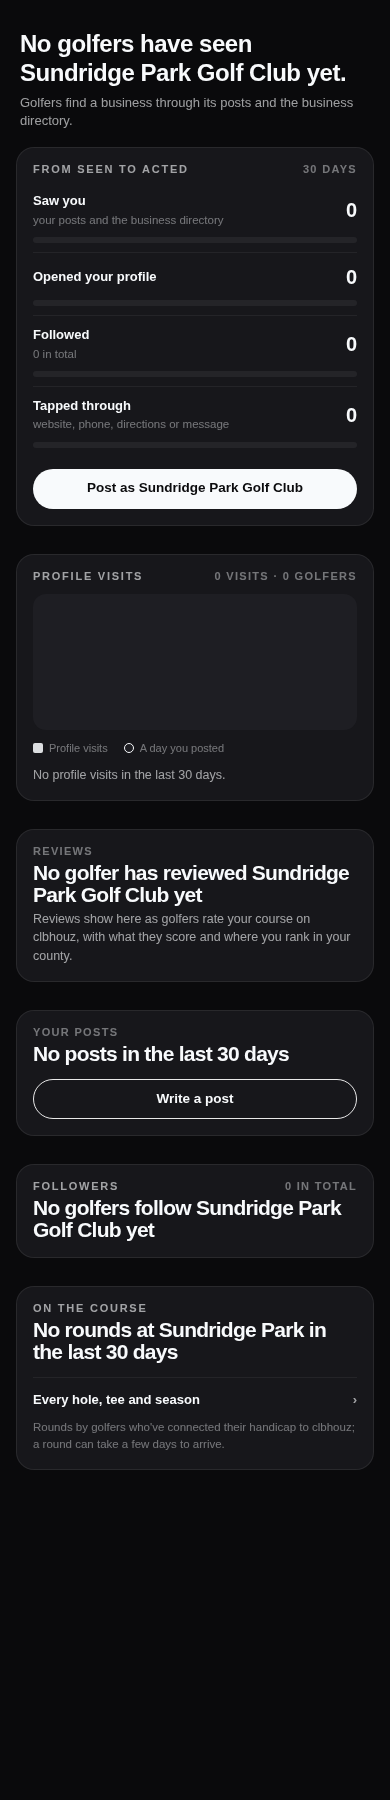 No golfers have seen
Sundridge Park Golf Club yet.
Golfers find a business through its posts and the business
directory.
FROM SEEN TO ACTED 30 DAYS
Saw you
your posts and the business directory
0
Opened your profile 0
Followed
0 in total
0
Tapped through
website, phone, directions or message
0
Post as Sundridge Park Golf Club
PROFILE VISITS 0 VISITS · 0 GOLFERS
Profile visits A day you posted
No profile visits in the last 30 days.
REVIEWS
No golfer has reviewed Sundridge
Park Golf Club yet
Reviews show here as golfers rate your course on
clbhouz, with what they score and where you rank in your
county.
YOUR POSTS
No posts in the last 30 days
Write a post
FOLLOWERS 0 IN TOTAL
No golfers follow Sundridge Park
Golf Club yet
ON THE COURSE
No rounds at Sundridge Park in
the last 30 days
Every hole, tee and season ›
Rounds by golfers who've connected their handicap to clbhouz;
a round can take a few days to arrive.